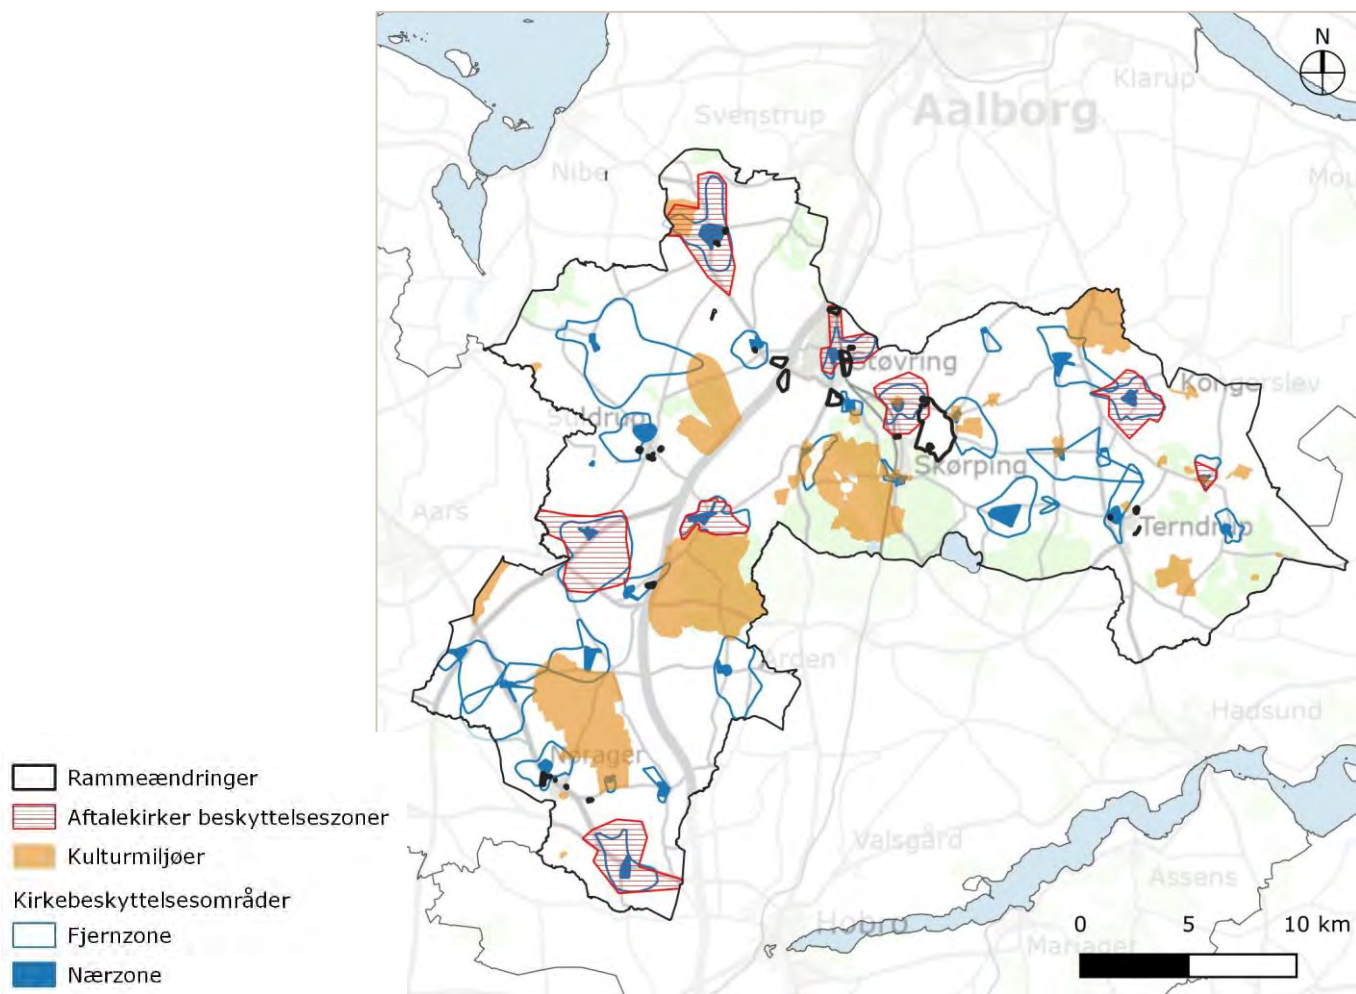 N
Klarup
Aalborg
Svenstrup
Nibe
Mou
Støvring
Kongerslev
Suldrup
Skørping
Aars
Terndrup
Arden
Hadsund
Nørager
Rammeændringer
Aftalekirker beskyttelseszoner
Kulturmiljøer
Kirkebeskyttelsesområder
Fjernzone
Nærzone
Valsgård
Assens
Hobro
Mariager
0 5 10 km